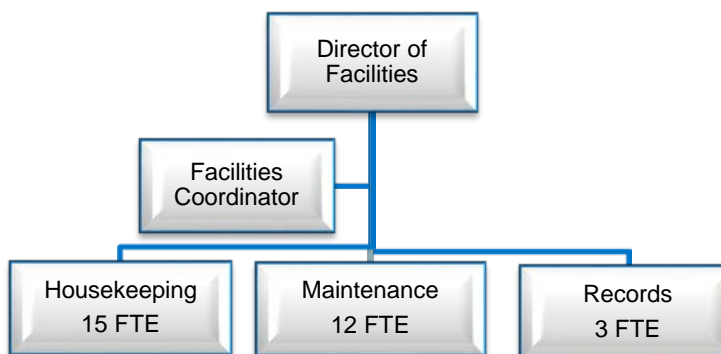 Director of
Facilities
Facilities
Coordinator
Housekeeping
15 FTE
Maintenance
12 FTE
Records
3 FTE